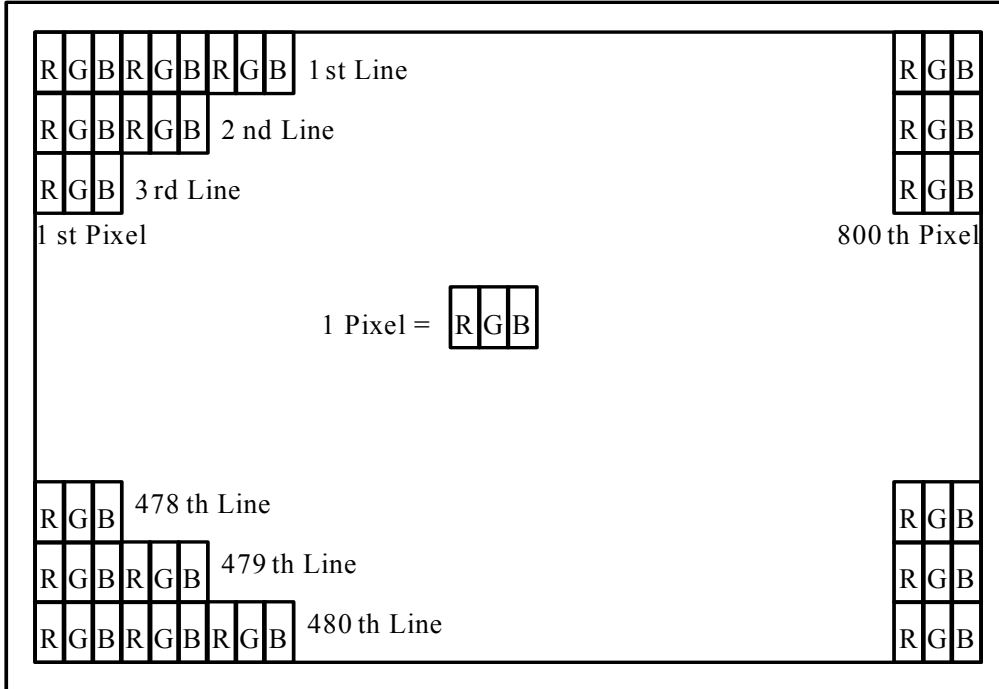 R G B R G B R G B 1 st Line R G B
R G B R G B 2 nd Line R G B
R G B 3 rd Line R G B
1 st Pixel 800 th Pixel
1 Pixel = R G B
R G B 478 th Line R G B
R G B R G B 479 th Line R G B
R G B R G B R G B 480 th Line R G B